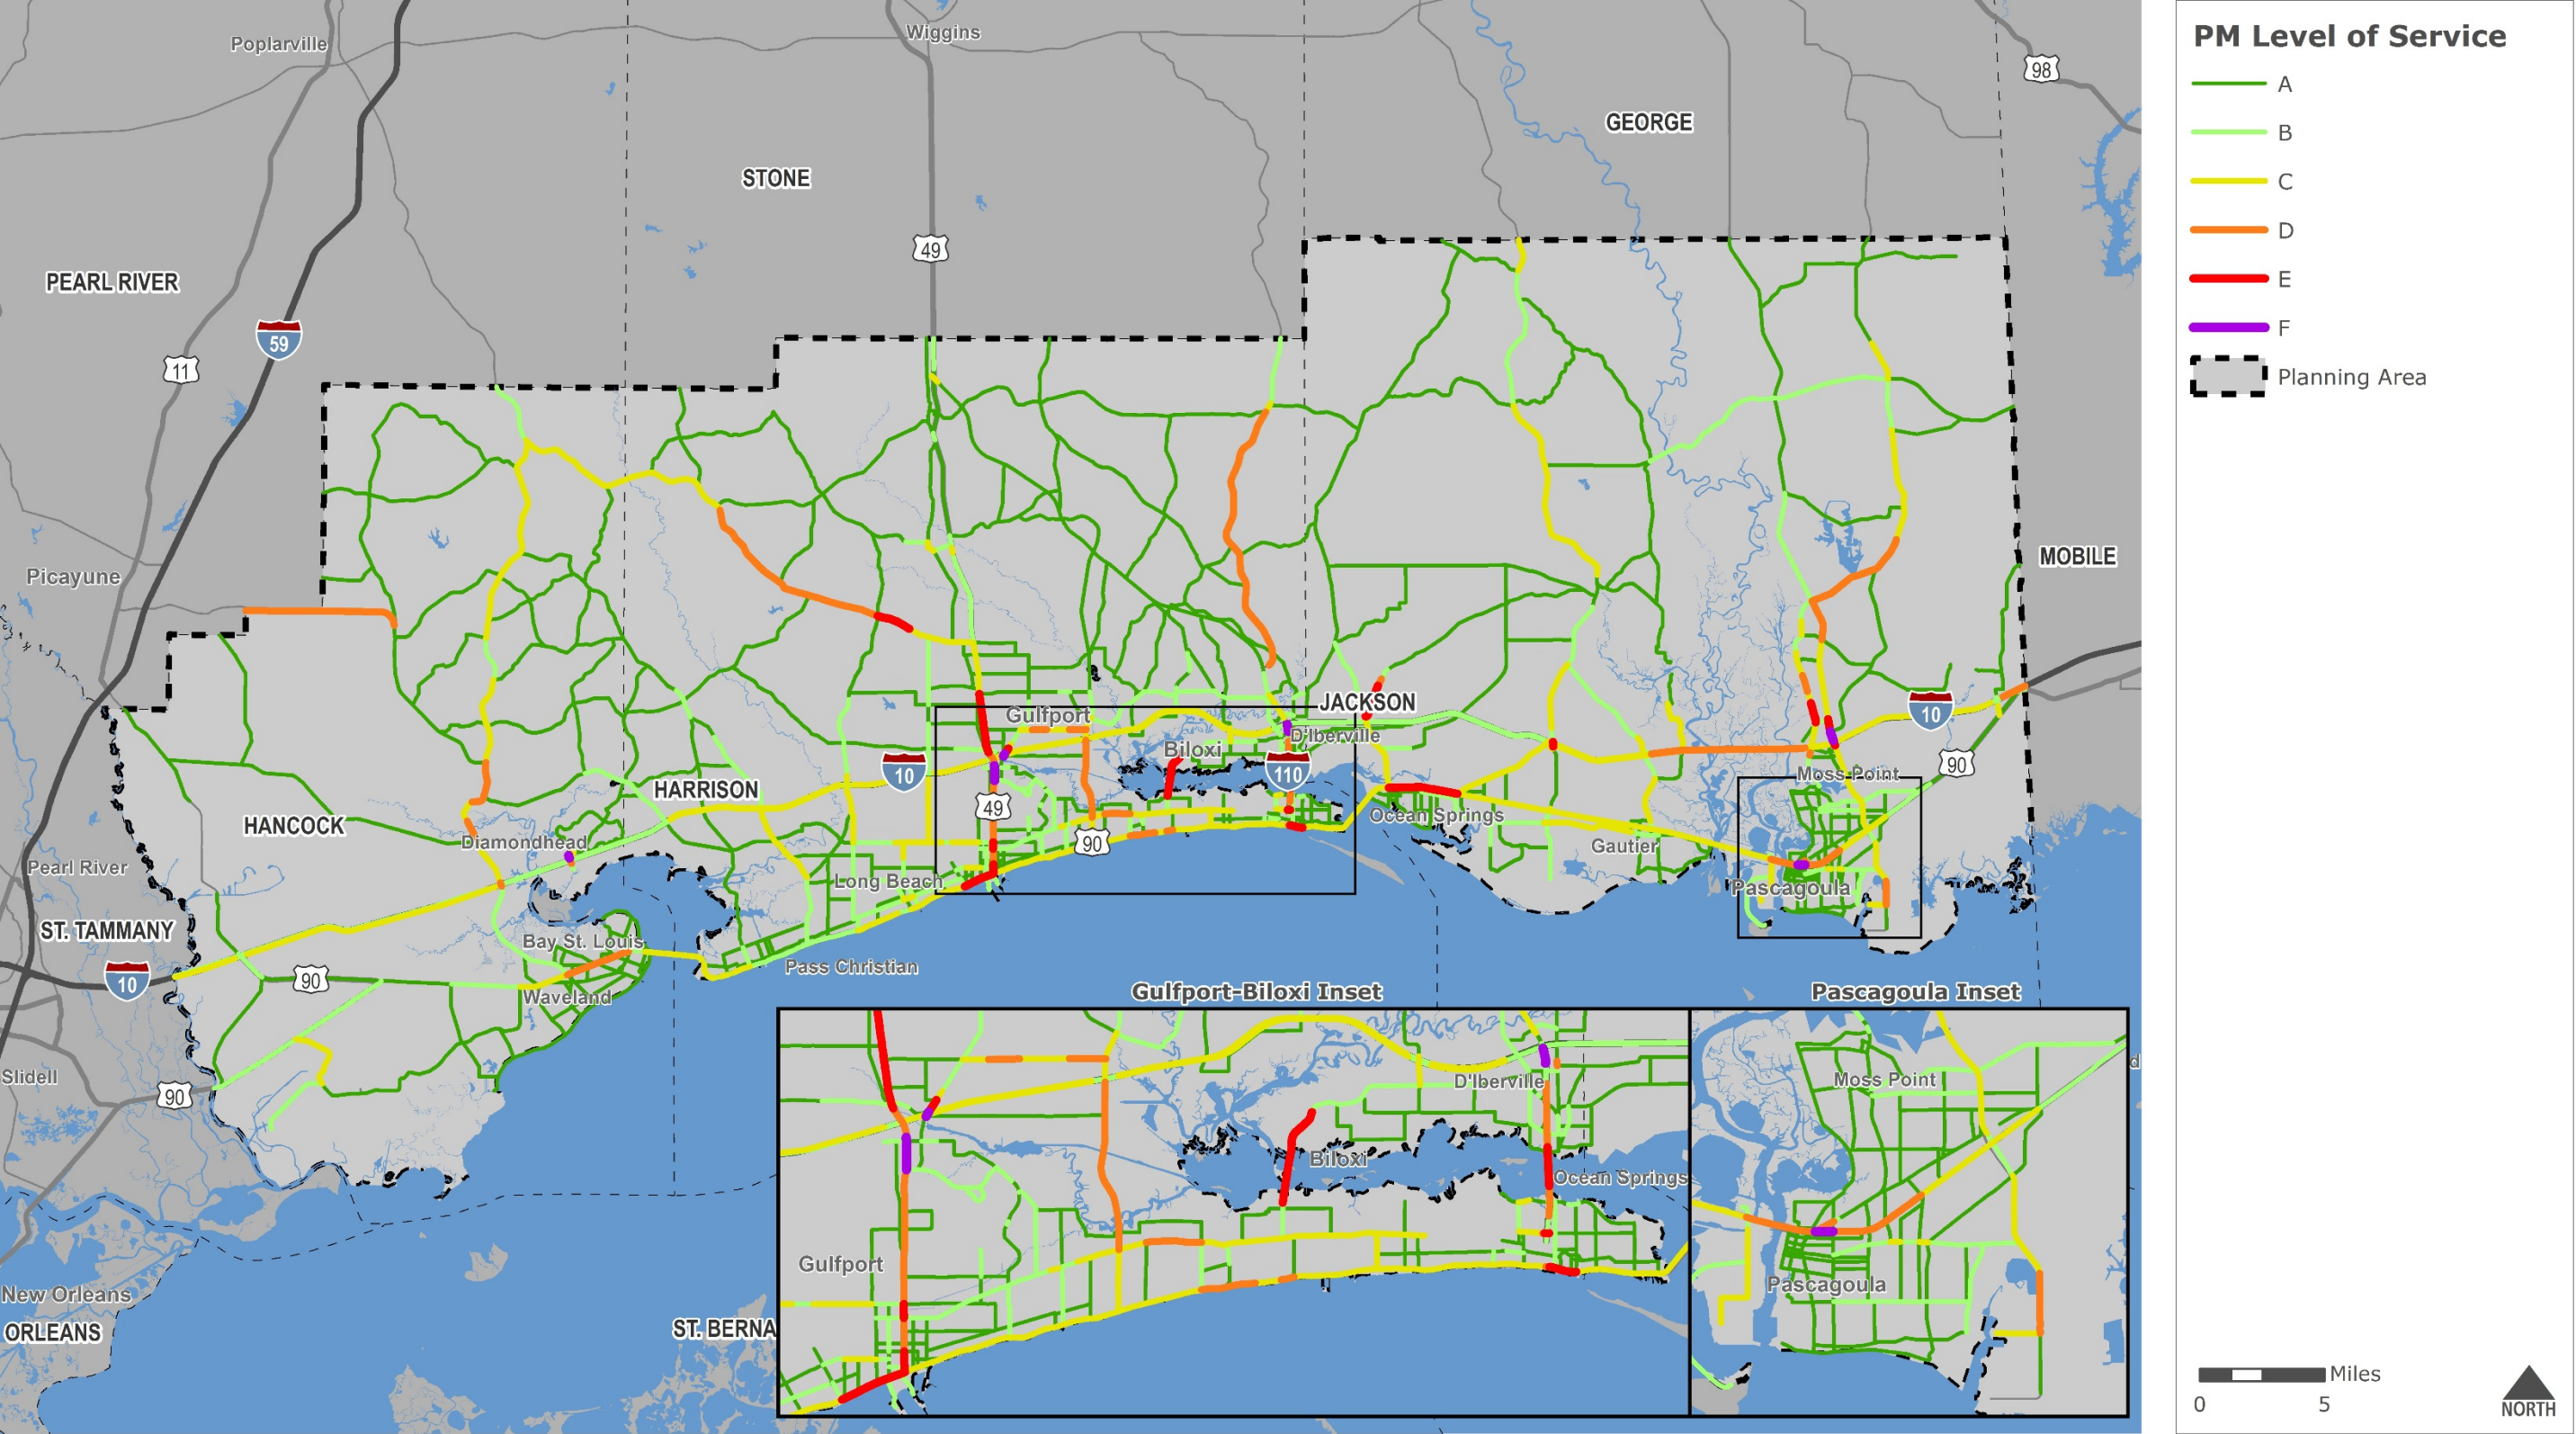 Poplarville
Wiggins
98
GEORGE
STONE
49
PEARL RIVER
59
11
Picayune
MOBILE
JACKSON
10
Gulfport
D'Iberville
Biloxi
10
110
90
Moss Point
HARRISON
49
HANCOCK
Ocean Springs
Diamondhead
90
Gautier
Pearl River
Long Beach
Pascagoula
ST. TAMMANY
Bay St. Louis
Pass Christian
10
90
Waveland
Slidell
90
New Orleans
ORLEANS
ST. BERNA
Gulfport-Biloxi Inset
D'Iberville
Biloxi
Ocean Springs
Gulfport
Pascagoula Inset
Moss Point
Pascagoula
d
PM Level of Service
A
B
C
D
E
F
Planning Area
Miles
0 5
NORTH